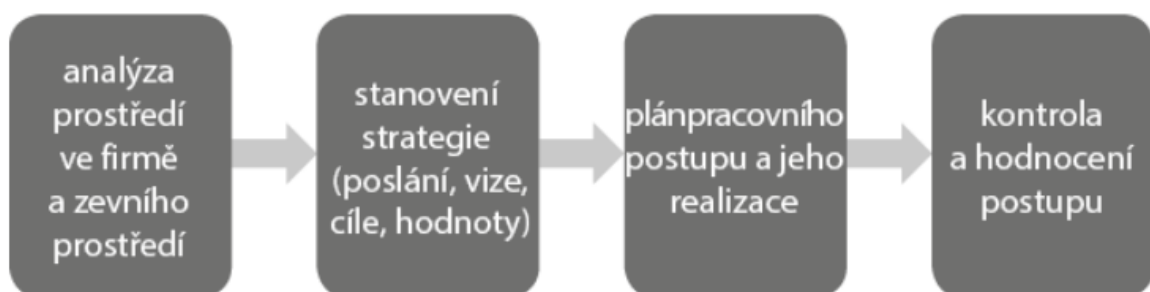 analýza
prostředí
ve firmě
a zevního
prostředí
stanovení
strategie
(poslání, vize,
cíle, hodnoty)
plánpracovního
postupu a jeho
realizace
kontrola
a hodnocení
postupu